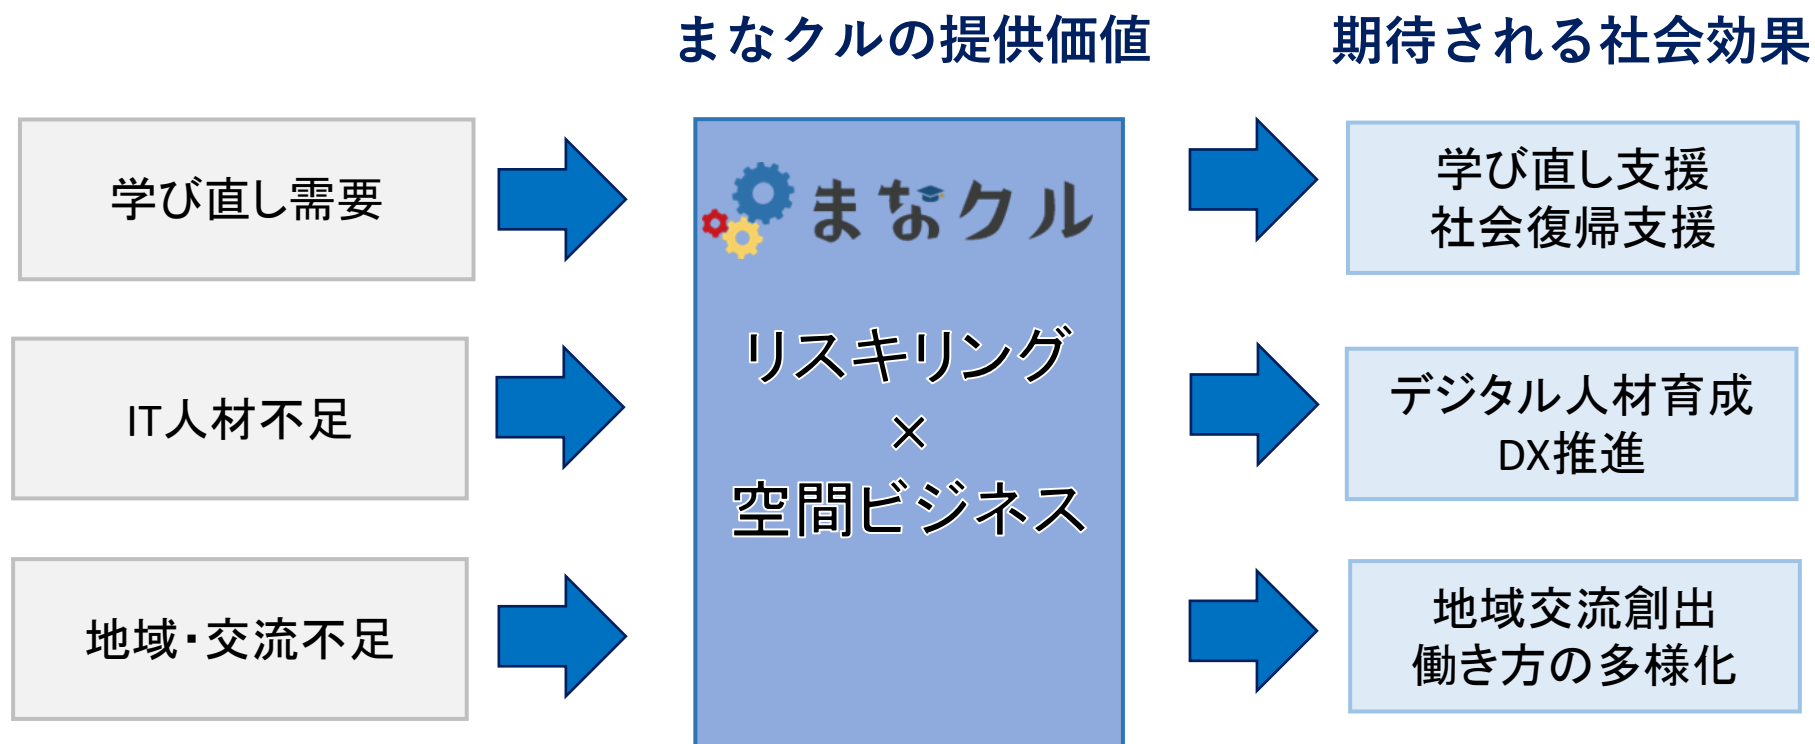 まなクルの提供価値
期待される社会効果
学び直し需要
IT人材不足
地域・交流不足
まなクル
リスキリング
×
空間ビジネス
学び直し支援
社会復帰支援
デジタル人材育成
DX推進
地域交流創出
働き方の多様化